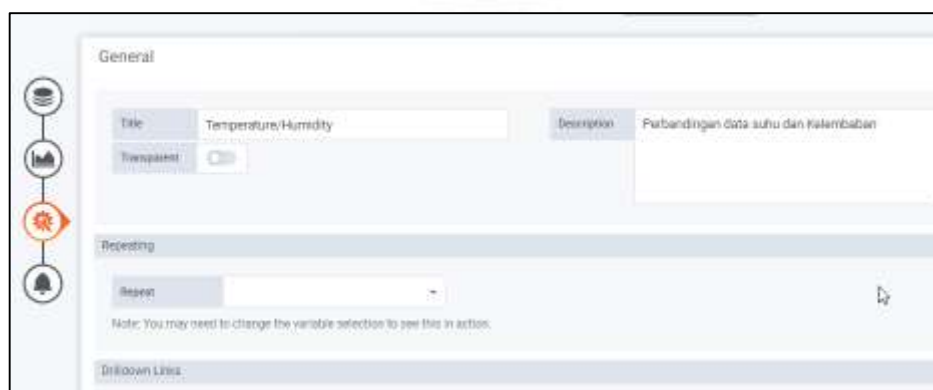 General
Title
Temperature/Humidity
Description
Perbandingan data suhu dan Kelembaban
Transparent
Repeating
Repeat
Note: You may need to change the variable selection to see this in action.
Drilldown Links